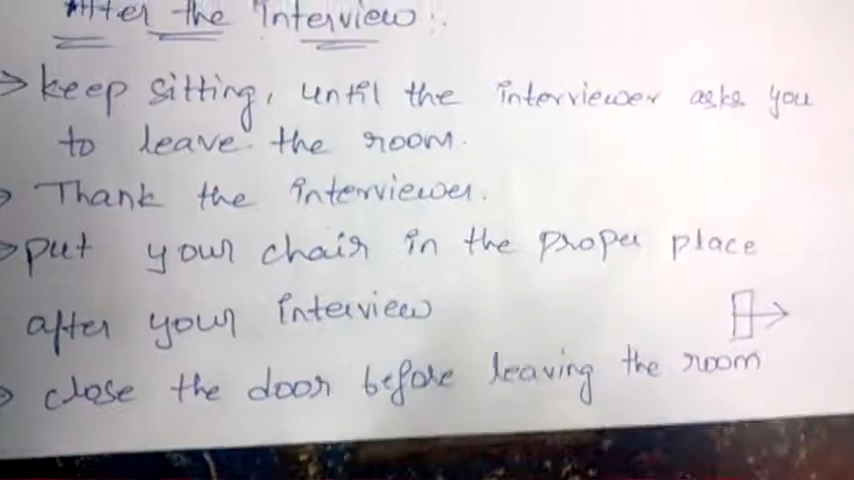 After the Interview:.
> keep sitting, until the interviewer asks you
to leave the room.
> Thank the interviewer.
> put your chair in the proper place
after your interview
> close the door before leaving the room